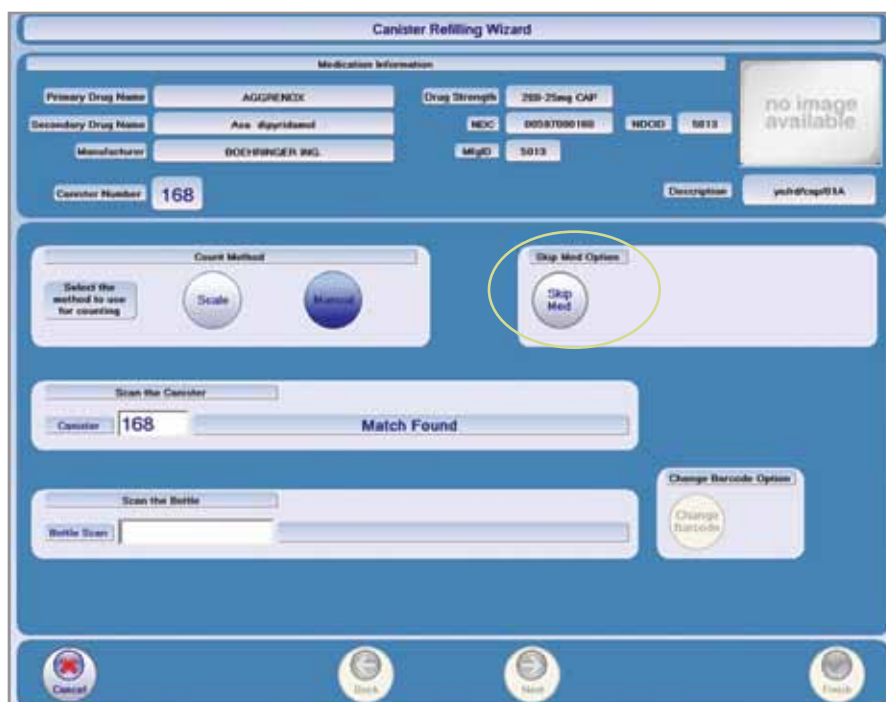 Canister Refilling Wizard
Medication Information
Primary Drug Name AGGRENOX Drug Strength 200-25mg CAP
no image available
Secondary Drug Name Asa dipyridamol NDC NDCID 5013
Manufacturer BOEHRINGER ING. MfgID 5013
Canister Number 168 Description
Count Method
Skip Med Option
Select the
method to use
for counting
Scale Manual
Skip
Med
Scan the Canister
Canister 168 Match Found
Change Barcode Option
Scan the Bottle
Bottle Scan
Change
Barcode
Cancel Back Next Finish